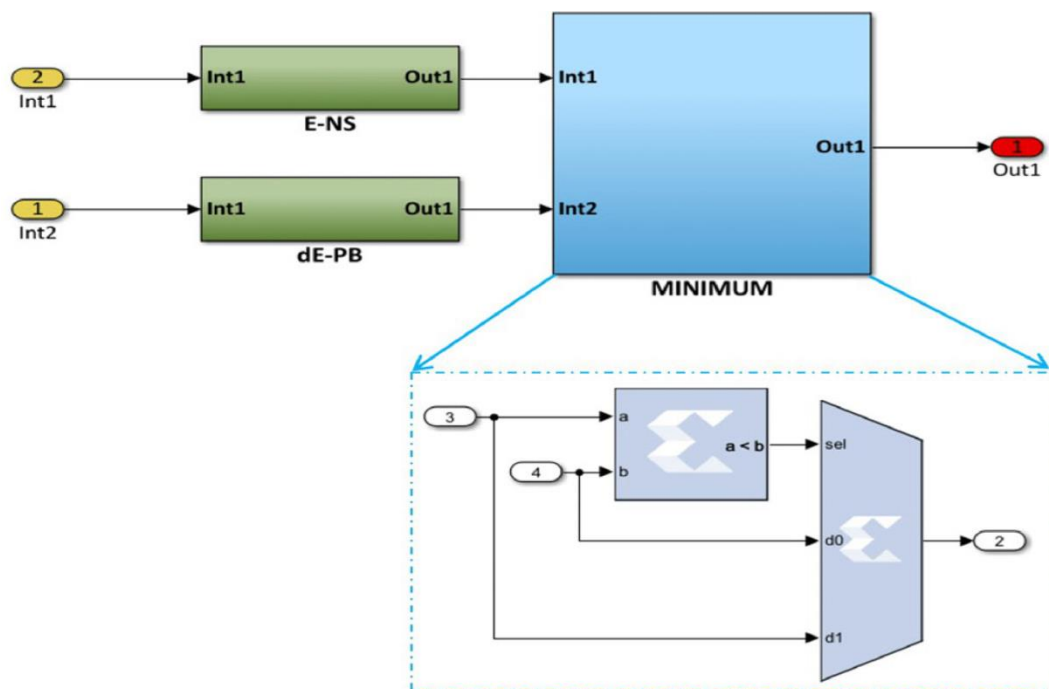 2
Int1
Int1 Out1
E-NS
1
Int2
Int1 Out1
dE-PB
Int1
Int2
Out1
MINIMUM
1
Out1
3
4
a
b
a < b
sel
d0
d1
2